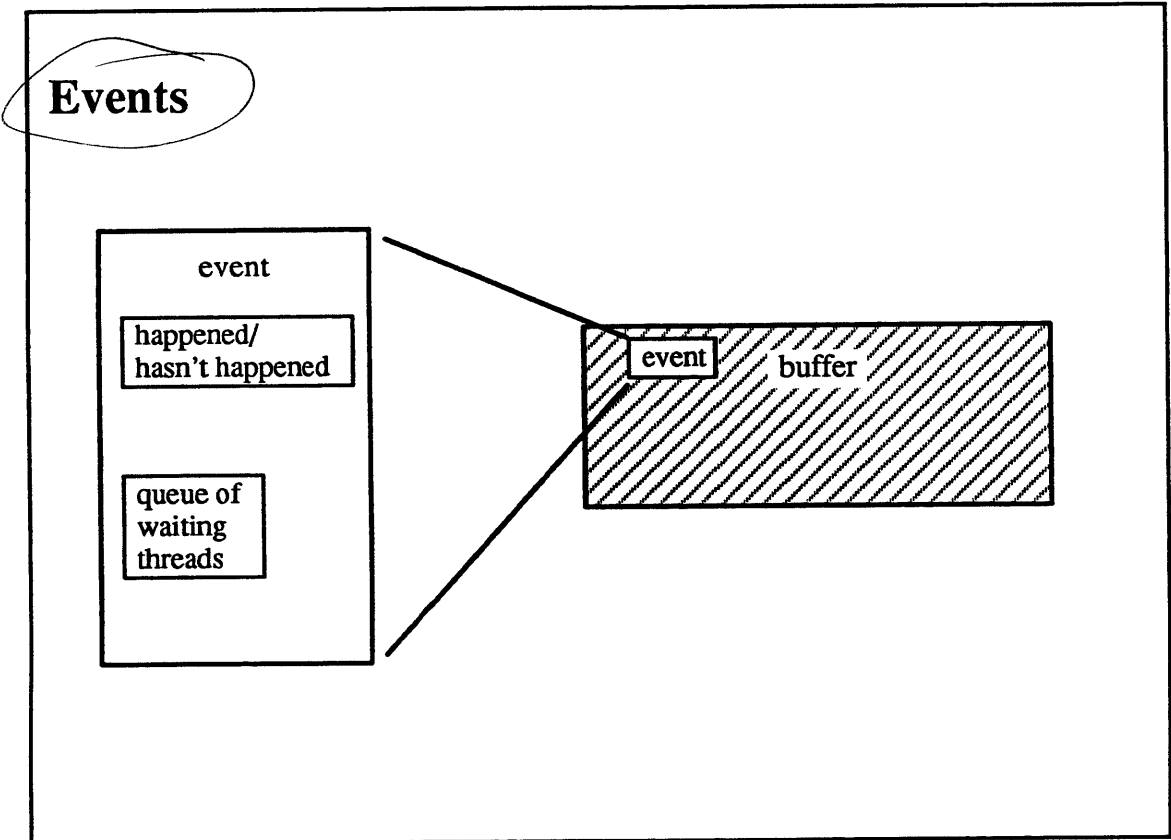 Events
event
happened/
hasn't happened
queue of
waiting
threads
event
buffer